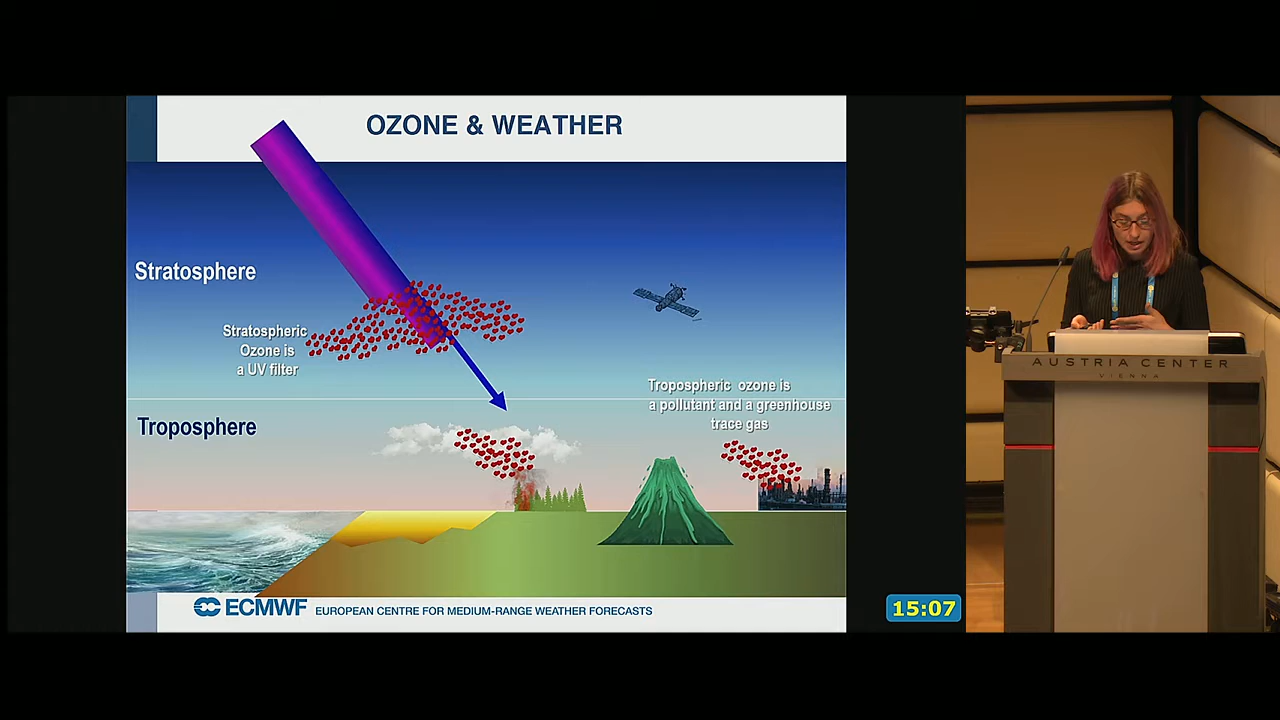 OZONE & WEATHER
Stratosphere
Stratospheric
Ozone is
a UV filter
Tropospheric ozone is
a pollutant and a greenhouse
trace gas
Troposphere
ECMWF EUROPEAN CENTRE FOR MEDIUM-RANGE WEATHER FORECASTS
15:07
AUSTRIA CENTER
VIENNA